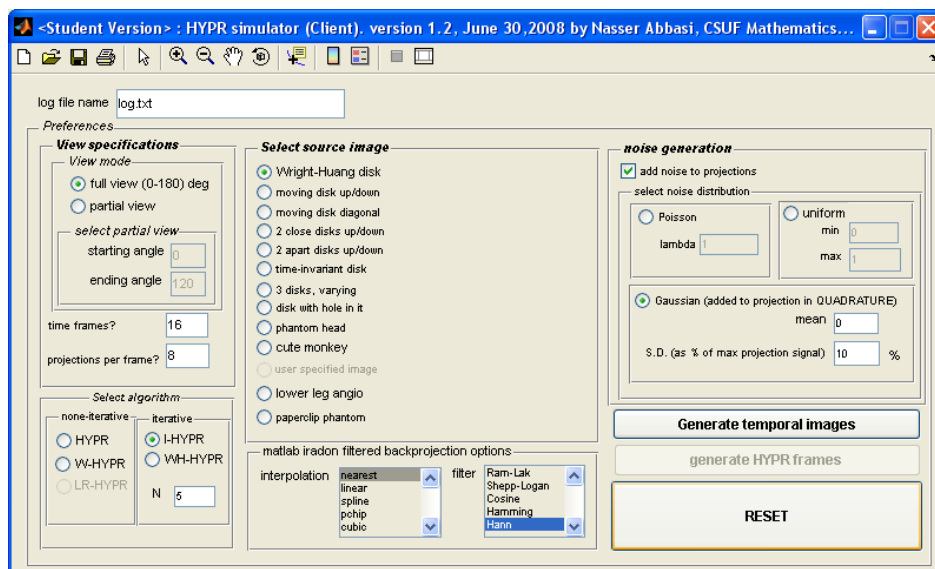 <Student Version> : HYPR simulator (Client). version 1.2, June 30,2008 by Nasser Abbasi, CSUF Mathematics...
log file name log.txt
Preferences
View specifications
View mode
full view (0-180) deg
partial view
select partial view
starting angle 0
ending angle 120
time frames? 16
projections per frame? 8
Select algorithm
none-iterative
HYPR
W-HYPR
LR-HYPR
iterative
I-HYPR
WH-HYPR
N 5
Select source image
Wright-Huang disk
moving disk up/down
moving disk diagonal
2 close disks up/down
2 apart disks up/down
time-invariant disk
3 disks, varying
disk with hole in it
phantom head
cute monkey
user specified image
lower leg angio
paperclip phantom
matlab iradon filtered backprojection options
interpolation
nearest
linear
spline
pchip
cubic
filter
Ram-Lak
Shepp-Logan
Cosine
Hamming
Hann
noise generation
add noise to projections
select noise distribution
Poisson
lambda 1
uniform
min 0
max 1
Gaussian (added to projection in QUADRATURE)
mean 0
S.D. (as % of max projection signal) 10 %
Generate temporal images
generate HYPR frames
RESET